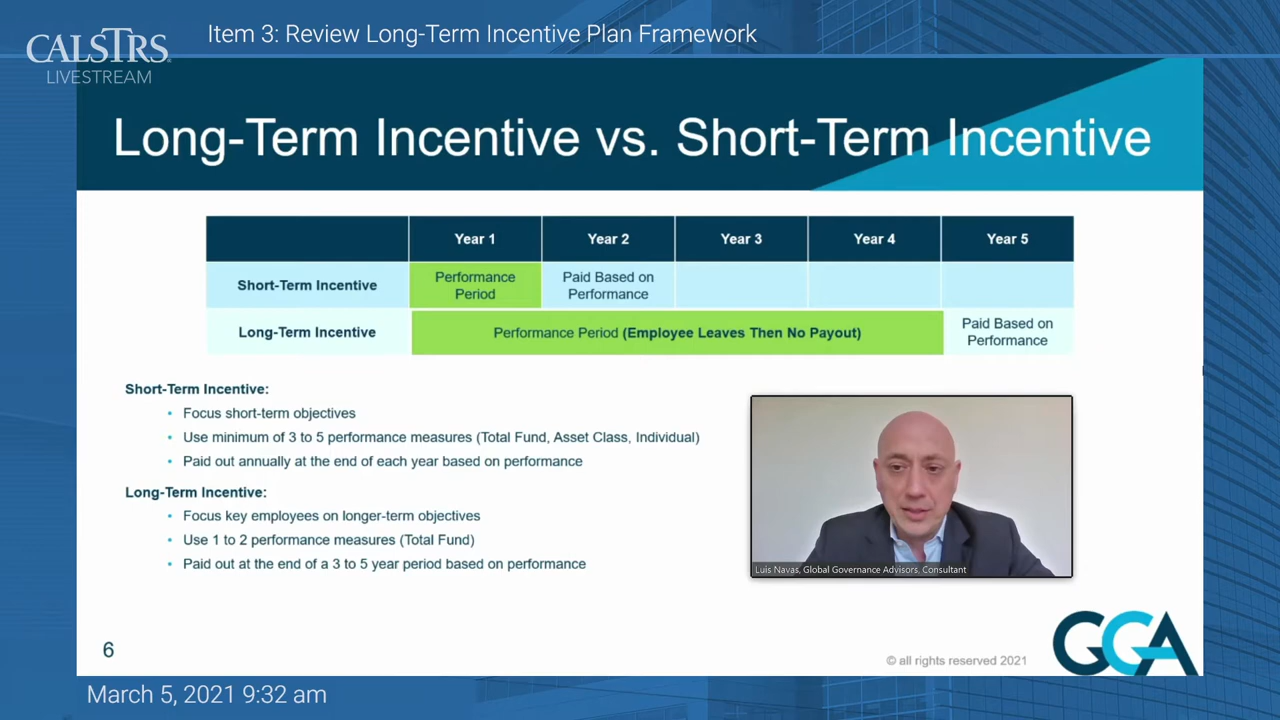 Item 3: Review Long-Term Incentive Plan Framework
CALSTRS
LIVESTREAM
Long-Term Incentive vs. Short-Term Incentive
Year 1 Year 2 Year 3 Year 4 Year 5
Short-Term Incentive Performance Period Paid Based on Performance
Long-Term Incentive Performance Period (Employee Leaves Then No Payout) Paid Based on Performance
Short-Term Incentive:
• Focus short-term objectives
• Use minimum of 3 to 5 performance measures (Total Fund, Asset Class, Individual)
• Paid out annually at the end of each year based on performance
Long-Term Incentive:
• Focus key employees on longer-term objectives
• Use 1 to 2 performance measures (Total Fund)
• Paid out at the end of a 3 to 5 year period based on performance
Luis Navas, Global Governance Advisors, Consultant
6
© all rights reserved 2021
GGA
March 5, 2021 9:32 am